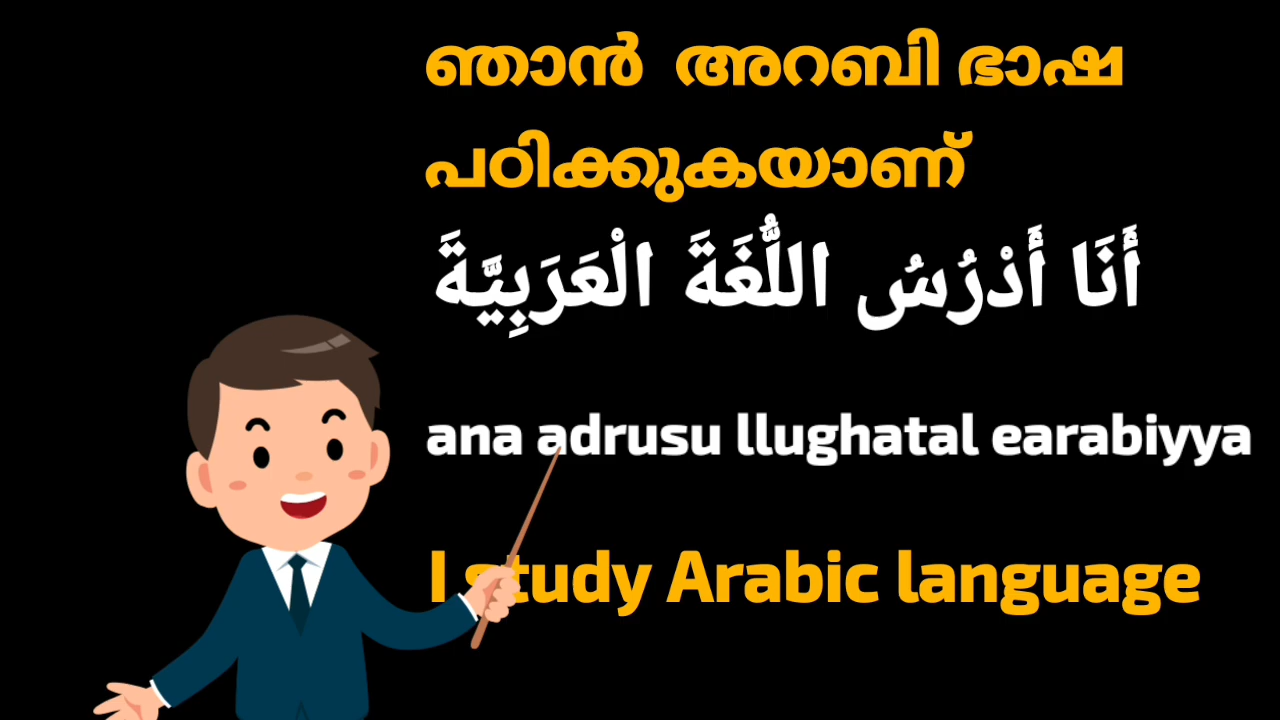 ഞാൻ അറബി ഭാഷ
പഠിക്കുകയാണ്
أَنَا أَدْرُسُ اللُّغَةَ الْعَرَبِيَّةَ
ana adrusu llughatal earabiyya
I study Arabic language